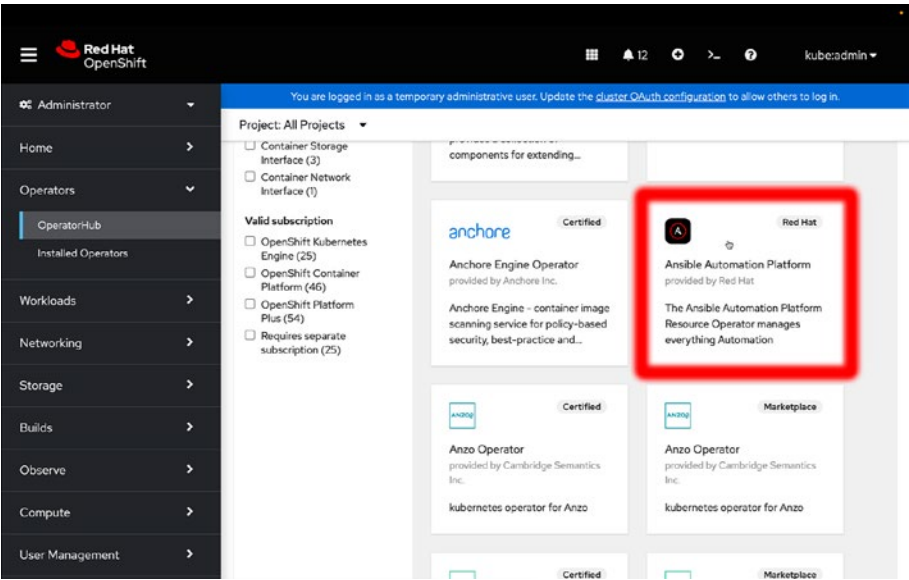 Red Hat
OpenShift
12
kube:admin
Administrator
You are logged in as a temporary administrative user. Update the cluster OAuth configuration to allow others to log in.
Project: All Projects
Home
Operators
OperatorHub
Installed Operators
Workloads
Networking
Storage
Builds
Observe
Compute
User Management
Container Storage
Interface (3)
Container Network
Interface (1)
Valid subscription
OpenShift Kubernetes
Engine (25)
OpenShift Container
Platform (46)
OpenShift Platform
Plus (54)
Requires separate
subscription (25)
components for extending...
anchore
Certified
Anchore Engine Operator
provided by Anchore Inc.
Anchore Engine - container image
scanning service for policy-based
security, best-practice and...
Red Hat
Ansible Automation Platform
provided by Red Hat
The Ansible Automation Platform
Resource Operator manages
everything Automation
ANZO
Certified
Anzo Operator
provided by Cambridge Semantics
Inc.
kubernetes operator for Anzo
ANZO
Marketplace
Anzo Operator
provided by Cambridge Semantics
Inc.
kubernetes operator for Anzo
Certified
Marketplace